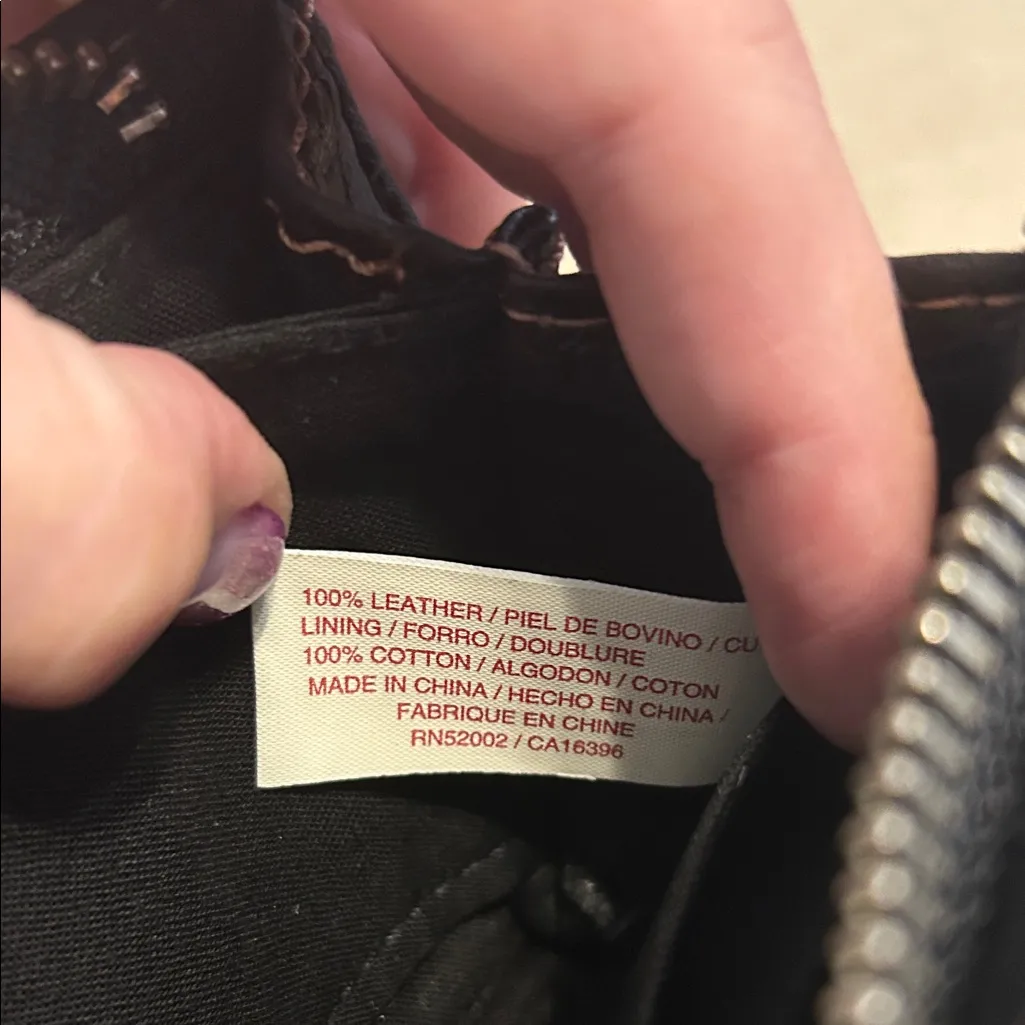 100% LEATHER / PIEL DE BOVINO / CU
LINING / FORRO / DOUBLURE
100% COTTON / ALGODON / COTON
MADE IN CHINA / HECHO EN CHINA /
FABRIQUE EN CHINE
RN52002 / CA16396